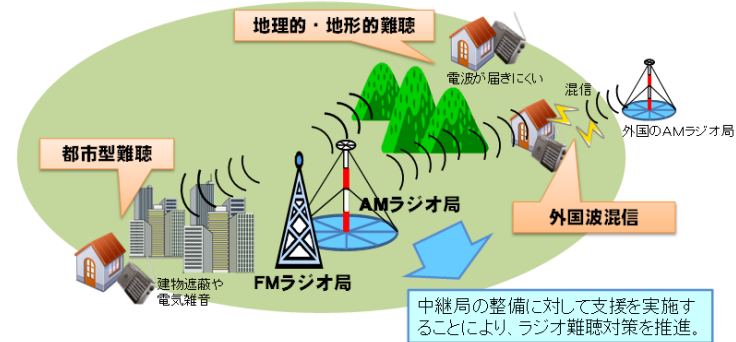 地理的・地形的難聴
電波が届きにくい
混信
外国のAMラジオ局
都市型難聴
AMラジオ局
外国波混信
FMラジオ局
建物遮蔽や
電気雑音
中継局の整備に対して支援を実施す
ることにより、ラジオ難聴対策を推進。